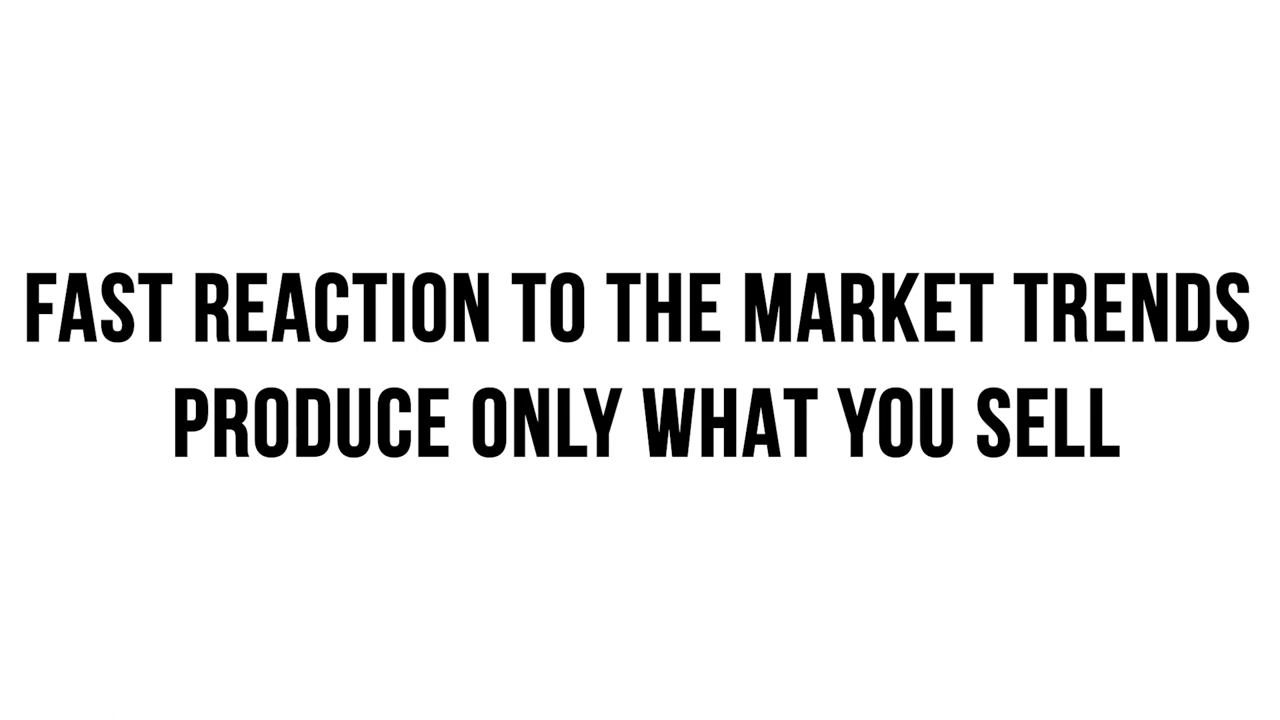 FAST REACTION TO THE MARKET TRENDS
PRODUCE ONLY WHAT YOU SELL